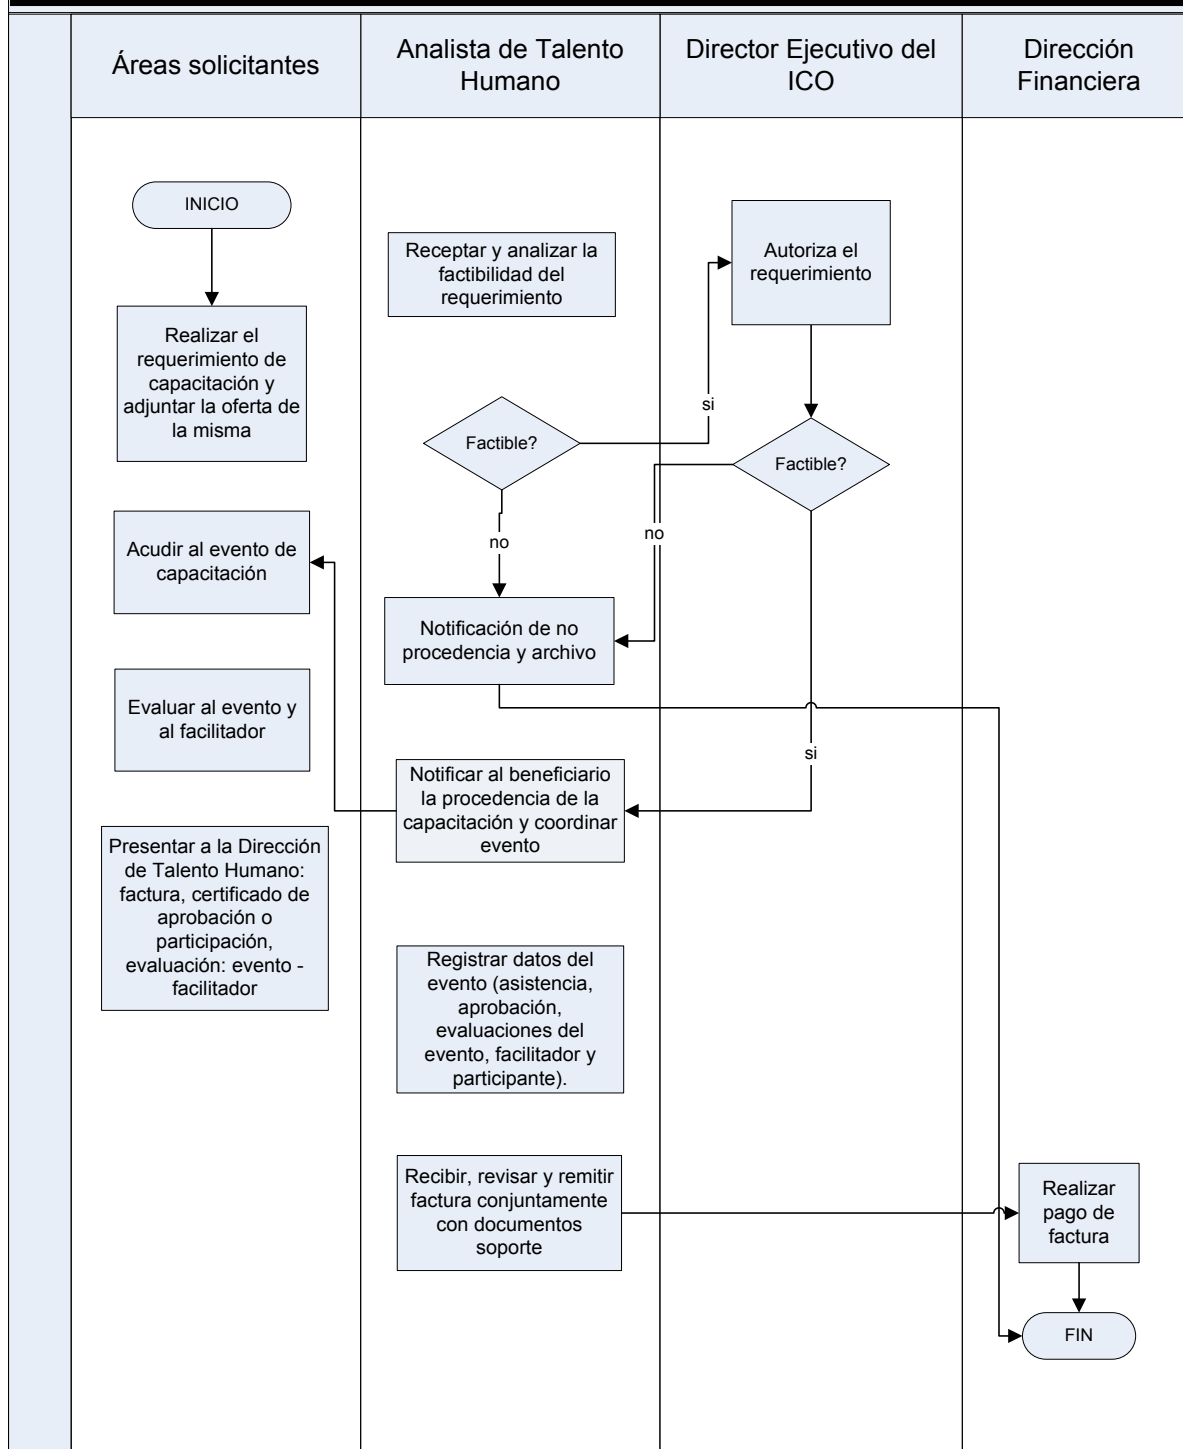 Áreas solicitantes
Analista de Talento
Humano
Director Ejecutivo del
ICO
Dirección
Financiera
INICIO
Realizar el
requerimiento de
capacitación y
adjuntar la oferta de
la misma
Acudir al evento de
capacitación
Evaluar al evento y
al facilitador
Presentar a la Dirección
de Talento Humano:
factura, certificado de
aprobación o
participación,
evaluación: evento -
facilitador
Receptar y analizar la
factibilidad del
requerimiento
Factible?
si
no
Notificación de no
procedencia y archivo
Notificar al beneficiario
la procedencia de la
capacitación y coordinar
evento
Registrar datos del
evento (asistencia,
aprobación,
evaluaciones del
evento, facilitador y
participante).
Recibir, revisar y remitir
factura conjuntamente
con documentos
soporte
Autoriza el
requerimiento
Factible?
no
si
Realizar
pago de
factura
FIN